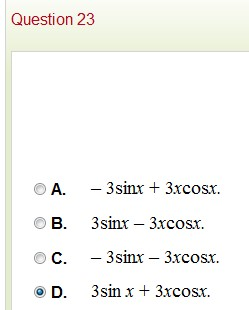 Question 23
A. – 3sinx + 3xcosx.
B. 3sinx – 3xcosx.
C. – 3sinx – 3xcosx.
D. 3sin x + 3xcosx.